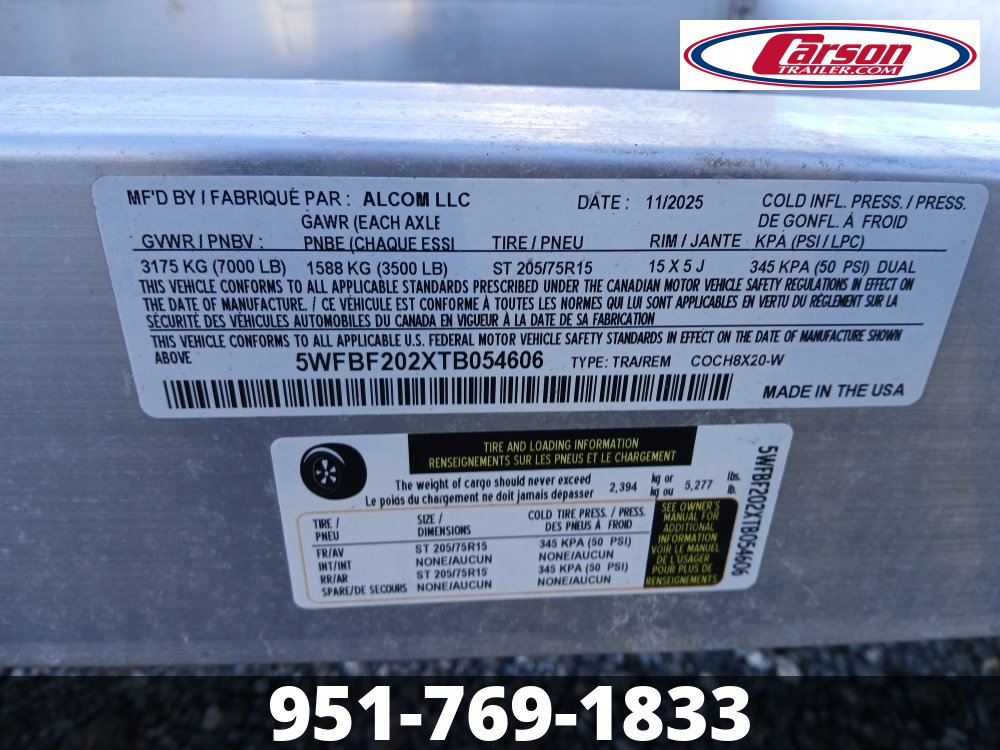 Carson
TRAILER.COM
MF'D BY / FABRIQUÉ PAR : ALCOM LLC DATE : 11/2025 COLD INFL. PRESS. / PRESS.
GAWR (EACH AXLE DE GONFL. À FROID
GVWR / PNBV : PNBE (CHAQUE ESSI TIRE / PNEU RIM / JANTE KPA (PSI / LPC)
3175 KG (7000 LB) 1588 KG (3500 LB) ST 205/75R15 15 X 5 J 345 KPA (50 PSI) DUAL
THIS VEHICLE CONFORMS TO ALL APPLICABLE STANDARDS PRESCRIBED UNDER THE CANADIAN MOTOR VEHICLE SAFETY REGULATIONS IN EFFECT ON
THE DATE OF MANUFACTURE. / CE VÉHICULE EST CONFORME À TOUTES LES NORMES QUI LUI SONT APPLICABLES EN VERTU DU RÈGLEMENT SUR LA
SÉCURITÉ DES VÉHICULES AUTOMOBILES DU CANADA EN VIGUEUR À LA DATE DE SA FABRICATION
THIS VEHICLE CONFORMS TO ALL APPLICABLE U.S. FEDERAL MOTOR VEHICLE SAFETY STANDARDS IN EFFECT ON THE DATE OF MANUFACTURE SHOWN
ABOVE 5WFBF202XTB054606 TYPE: TRA/REM COCH8X20-W
MADE IN THE USA
TIRE AND LOADING INFORMATION
RENSEIGNEMENTS SUR LES PNEUS ET LE CHARGEMENT
The weight of cargo should never exceed
Le poids du chargement ne doit jamais dépasser 2,394 kg or kg ou 5,277 lbs. lb.
TIRE / PNEU SIZE / DIMENSIONS COLD TIRE PRESS. / PRESS. DES PNEUS À FROID
FR/AV ST 205/75R15 345 KPA (50 PSI)
INT/INT NONE/AUCUN NONE/AUCUN
RR/AR ST 205/75R15 345 KPA (50 PSI)
SPARE/DE SECOURS NONE/AUCUN NONE/AUCUN
SEE OWNER'S
MANUAL FOR
ADDITIONAL
INFORMATION
VOIR LE MANUEL
DE L'USAGER
POUR PLUS DE
RENSEIGNEMENTS
5WFBF202XTB054606
951-769-1833